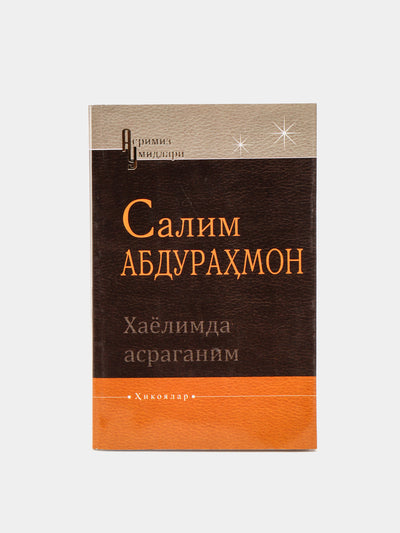 Асримиз
Умидлари
Салим
АБДУРАҲМОН
Хаёлимда
асраганим
Ҳикоялар